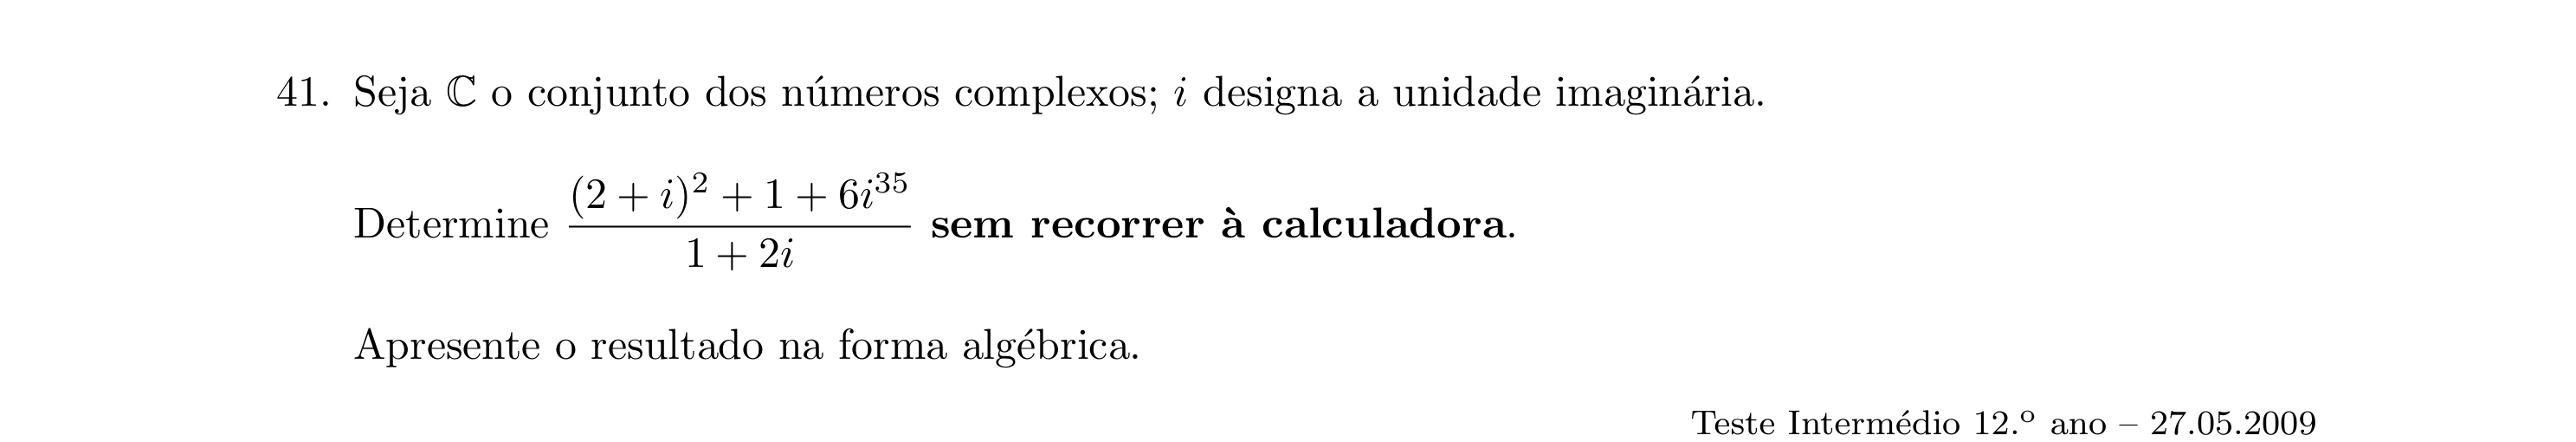 41. Seja ℂ o conjunto dos números complexos; i designa a unidade imaginária.
Determine \frac{(2 + i)^2 + 1 + 6i^{35}}{1 + 2i} sem recorrer à calculadora.
Apresente o resultado na forma algébrica.
Teste Intermédio 12.º ano – 27.05.2009